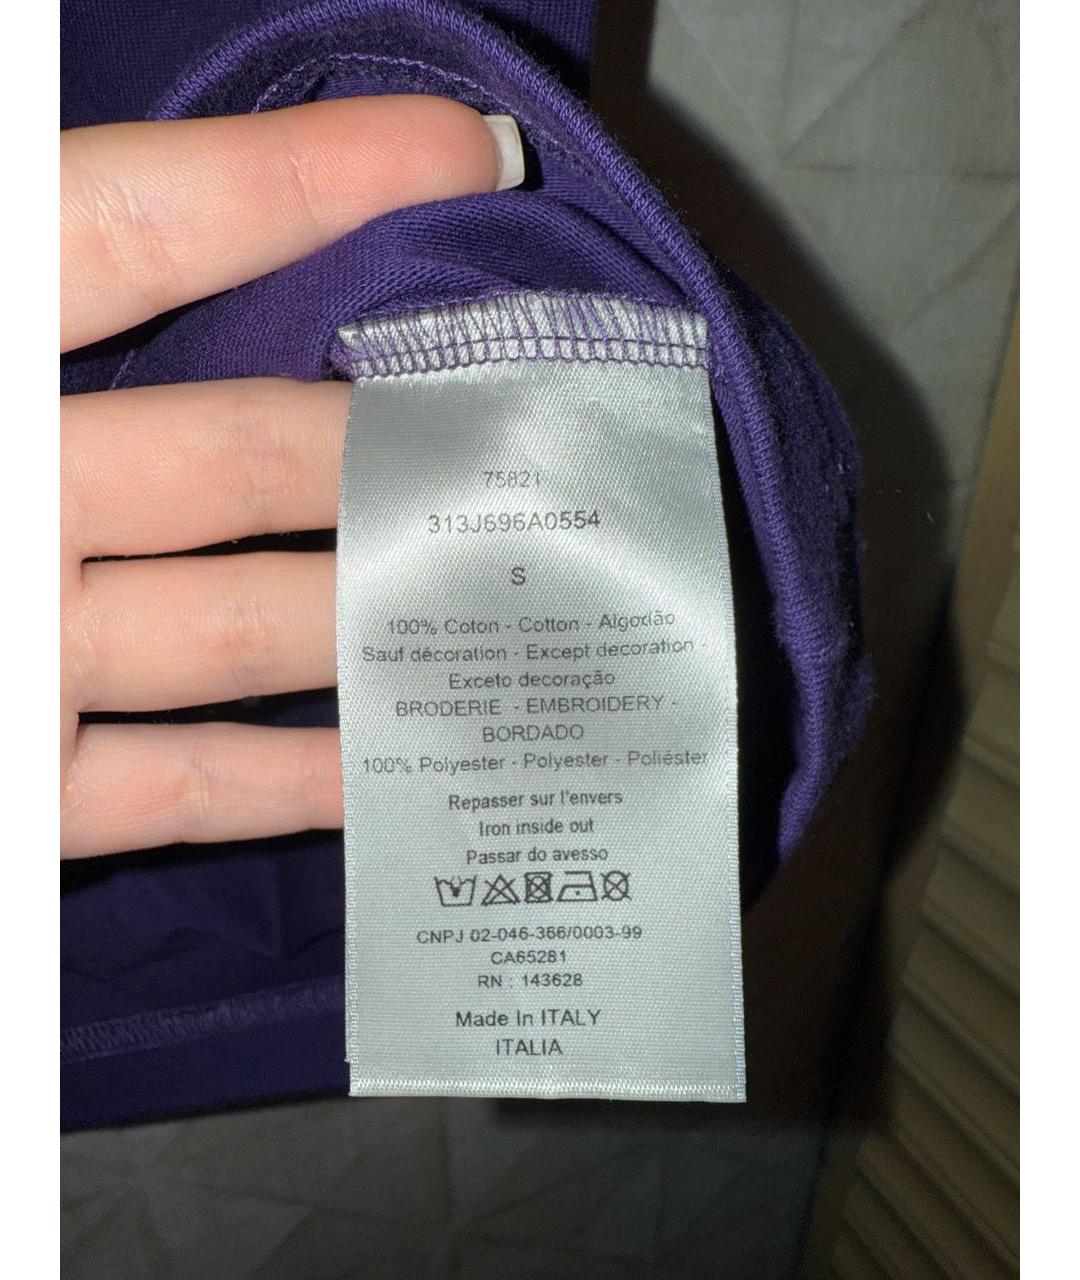 75821
313J696A0554
S
100% Coton - Cotton - Algodão
Sauf décoration - Except decoration -
Exceto decoração
BRODERIE - EMBROIDERY -
BORDADO
100% Polyester - Polyester - Poliéster
Repasser sur l'envers
Iron inside out
Passar do avesso
CNPJ 02-046-366/0003-99
CA65281
RN : 143628
Made In ITALY
ITALIA